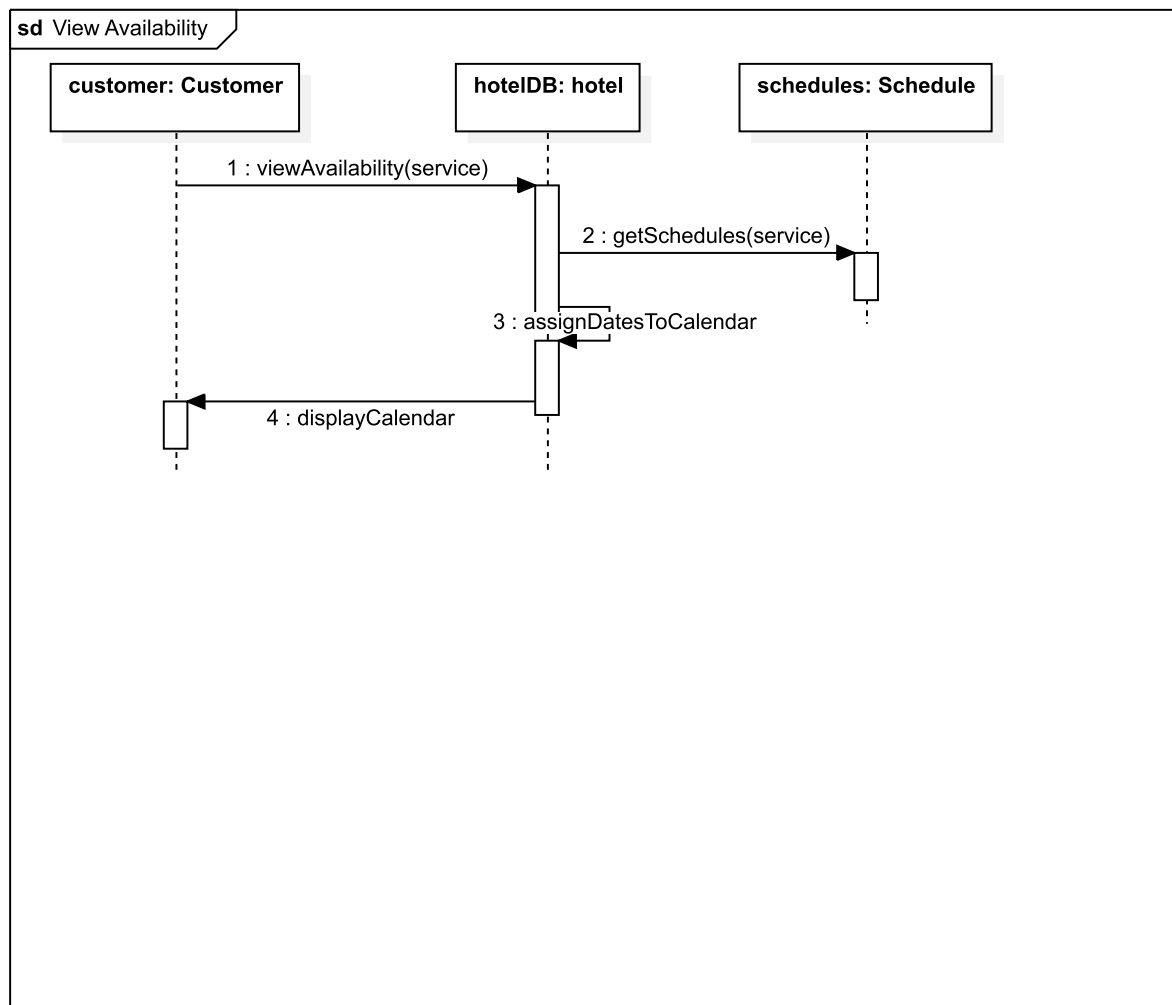 sd View Availability
customer: Customer
hotelDB: hotel
schedules: Schedule
1 : viewAvailability(service)
2 : getSchedules(service)
3 : assignDatesToCalendar
4 : displayCalendar